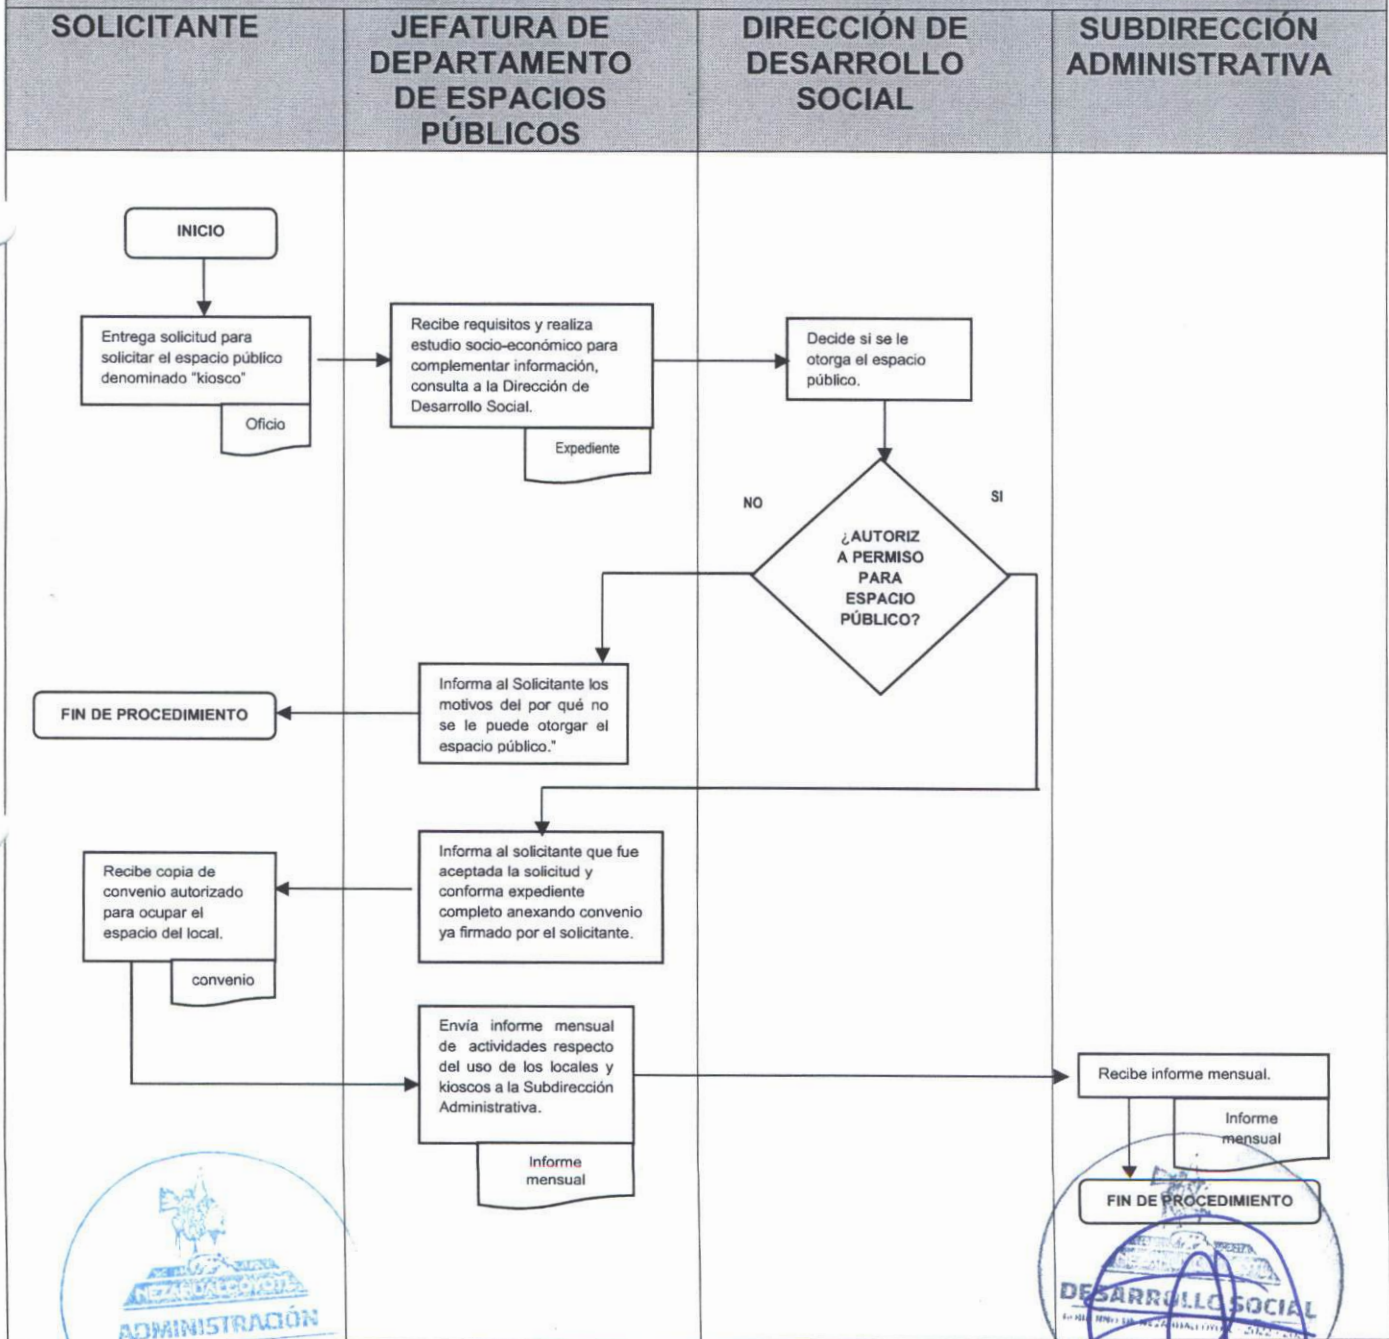 SOLICITANTE
JEFATURA DE
DEPARTAMENTO
DE ESPACIOS
PÚBLICOS
DIRECCIÓN DE
DESARROLLO
SOCIAL
SUBDIRECCIÓN
ADMINISTRATIVA
INICIO
Entrega solicitud para
solicitar el espacio público
denominado "kiosco"
Oficio
Recibe requisitos y realiza
estudio socio-económico para
complementar información,
consulta a la Dirección de
Desarrollo Social.
Expediente
Decide si se le
otorga el espacio
público.
NO
SI
¿AUTORIZ
A PERMISO
PARA
ESPACIO
PÚBLICO?
Informa al Solicitante los
motivos del por qué no
se le puede otorgar el
espacio público."
FIN DE PROCEDIMIENTO
Informa al solicitante que fue
aceptada la solicitud y
conforma expediente
completo anexando convenio
ya firmado por el solicitante.
Recibe copia de
convenio autorizado
para ocupar el
espacio del local.
convenio
Envía informe mensual
de actividades respecto
del uso de los locales y
kioscos a la Subdirección
Administrativa.
Informe
mensual
Recibe informe mensual.
Informe
mensual
FIN DE PROCEDIMIENTO
NEZAHUALCÓYOTL
ADMINISTRACIÓN
DESARROLLO SOCIAL